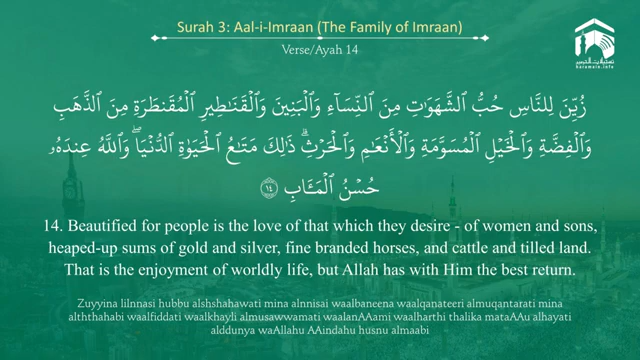 Surah 3: Aal-i-Imraan (The Family of Imraan)
Verse/Ayah 14
haramain.info
زُيِّنَ لِلنَّاسِ حُبُّ ٱلشَّهَوَٰتِ مِنَ ٱلنِّسَآءِ وَٱلْبَنِينَ وَٱلْقَنَـٰطِيرِ ٱلْمُقَنطَرَةِ مِنَ ٱلذَّهَبِ
وَٱلْفِضَّةِ وَٱلْخَيْلِ ٱلْمُسَوَّمَةِ وَٱلْأَنْعَـٰمِ وَٱلْحَرْثِ ۗ ذَٰلِكَ مَتَـٰعُ ٱلْحَيَوٰةِ ٱلدُّنْيَا ۖ وَٱللَّهُ عِندَهُۥ
حُسْنُ ٱلْمَـَٔابِ ١٤
14. Beautified for people is the love of that which they desire - of women and sons,
heaped-up sums of gold and silver, fine branded horses, and cattle and tilled land.
That is the enjoyment of worldly life, but Allah has with Him the best return.
Zuyyina lilnnasi hubbu alshshahawati mina alnnisai waalbaneena waalqanateeri almuqantarati mina
alththahabi waalfiddati waalkhayli almusawwamati waalanAAami waalharthi thalika mataAAu alhayati
alddunya waAllahu AAindahu husnu almaabi